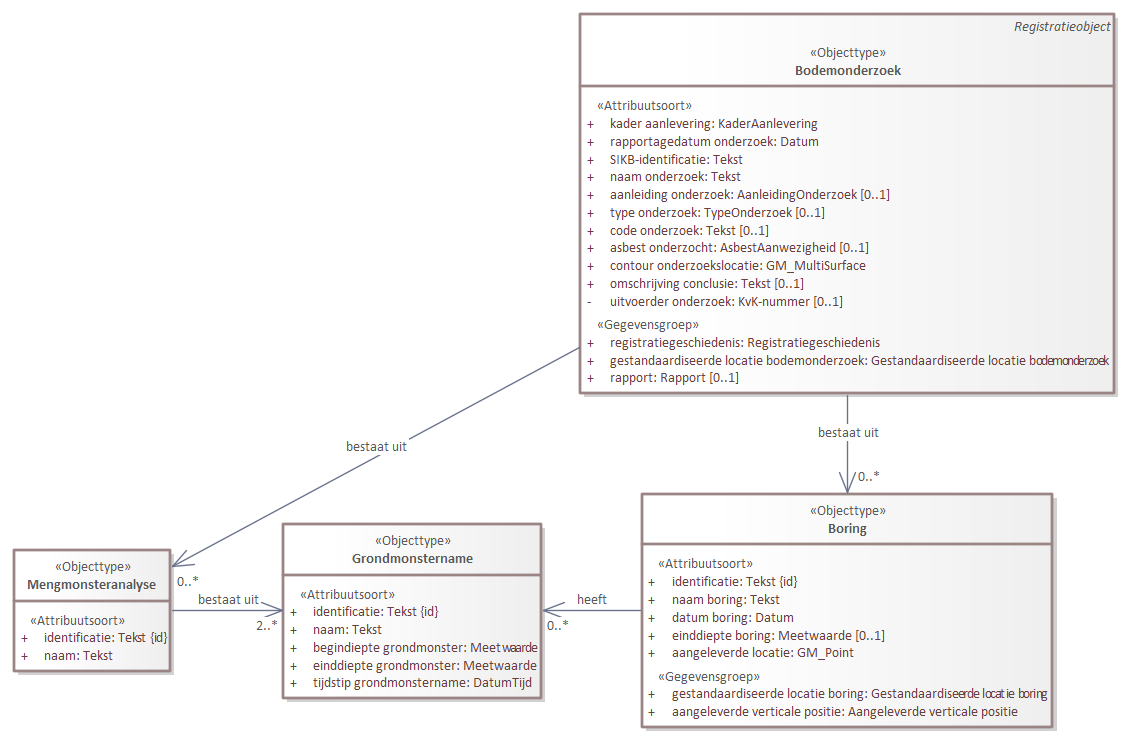 Registratieobject
«Objecttype»
Bodemonderzoek
«Attribuutsoort»
+ kader aanlevering: KaderAanlevering
+ rapportagedatum onderzoek: Datum
+ SIKB-identificatie: Tekst
+ naam onderzoek: Tekst
+ aanleiding onderzoek: AanleidingOnderzoek [0..1]
+ type onderzoek: TypeOnderzoek [0..1]
+ code onderzoek: Tekst [0..1]
+ asbest onderzocht: AsbestAanwezigheid [0..1]
+ contour onderzoekslocatie: GM_MultiSurface
+ omschrijving conclusie: Tekst [0..1]
- uitvoerder onderzoek: KvK-nummer [0..1]
«Gegevensgroep»
+ registratiegeschiedenis: Registratiegeschiedenis
+ gestandaardiseerde locatie bodemonderzoek: Gestandaardiseerde locatie bodemonderzoek
+ rapport: Rapport [0..1]
bestaat uit
0..*
bestaat uit
0..*
«Objecttype»
Mengmonsteranalyse
«Attribuutsoort»
+ identificatie: Tekst {id}
+ naam: Tekst
bestaat uit
2..*
«Objecttype»
Grondmonstername
«Attribuutsoort»
+ identificatie: Tekst {id}
+ naam: Tekst
+ begindiepte grondmonster: Meetwaarde
+ einddiepte grondmonster: Meetwaarde
+ tijdstip grondmonstername: DatumTijd
heeft
0..*
«Objecttype»
Boring
«Attribuutsoort»
+ identificatie: Tekst {id}
+ naam boring: Tekst
+ datum boring: Datum
+ einddiepte boring: Meetwaarde [0..1]
+ aangeleverde locatie: GM_Point
«Gegevensgroep»
+ gestandaardiseerde locatie boring: Gestandaardiseerde locatie boring
+ aangeleverde verticale positie: Aangeleverde verticale positie